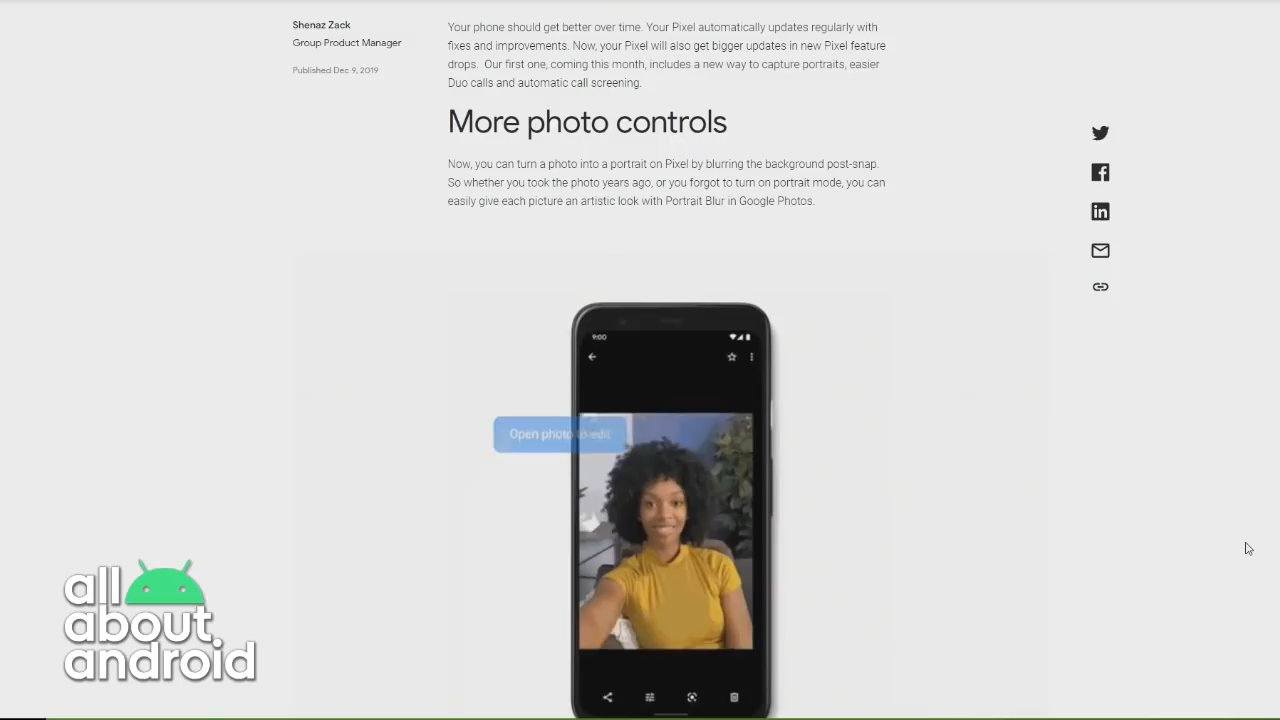 Shenaz Zack
Group Product Manager
Published Dec 9, 2019
Your phone should get better over time. Your Pixel automatically updates regularly with
fixes and improvements. Now, your Pixel will also get bigger updates in new Pixel feature
drops.  Our first one, coming this month, includes a new way to capture portraits, easier
Duo calls and automatic call screening.
More photo controls
Now, you can turn a photo into a portrait on Pixel by blurring the background post-snap.
So whether you took the photo years ago, or you forgot to turn on portrait mode, you can
easily give each picture an artistic look with Portrait Blur in Google Photos.
9:00
Open photo to edit
all
about
android